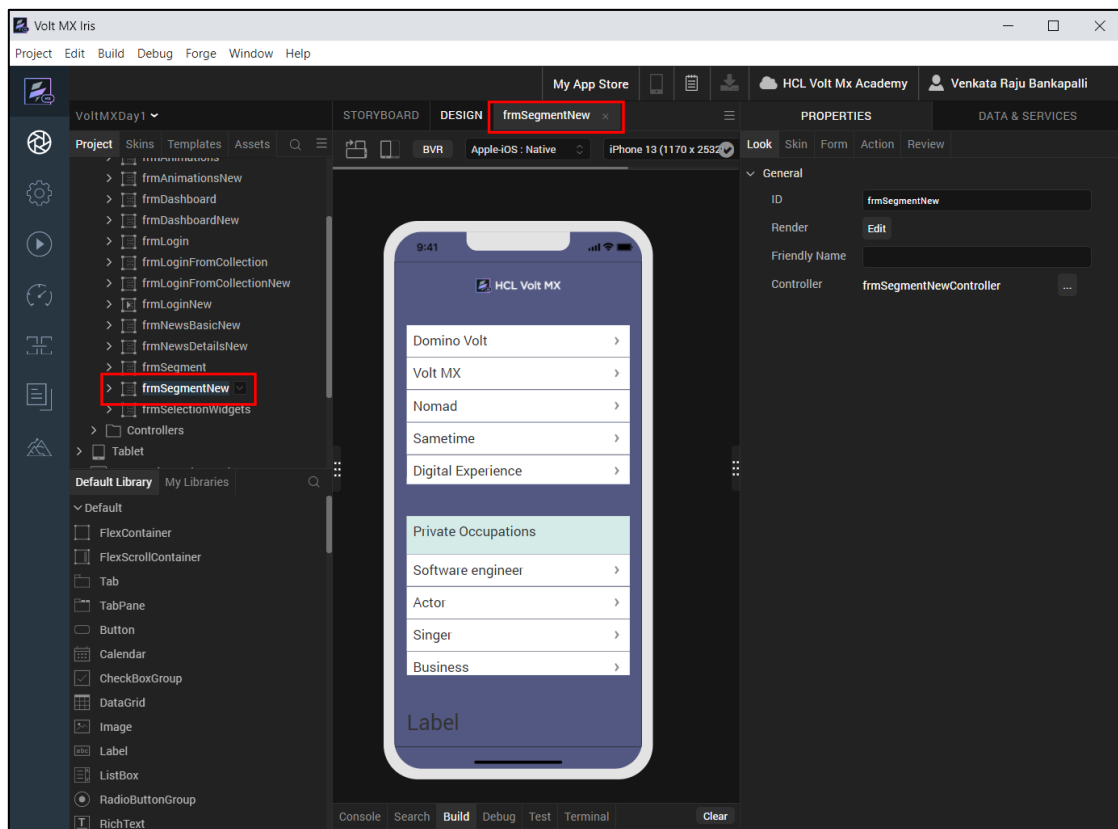 Volt MX Iris
Project Edit Build Debug Forge Window Help
My App Store
HCL Volt Mx Academy
Venkata Raju Bankapalli
VoltMXDay1
STORYBOARD DESIGN frmSegmentNew ×
PROPERTIES DATA & SERVICES
Project Skins Templates Assets
BVR Apple-iOS : Native iPhone 13 (1170 x 2532
Look Skin Form Action Review
frmAnimations
frmAnimationsNew
frmDashboard
frmDashboardNew
frmLogin
frmLoginFromCollection
frmLoginFromCollectionNew
frmLoginNew
frmNewsBasicNew
frmNewsDetailsNew
frmSegment
frmSegmentNew
frmSelectionWidgets
Controllers
Tablet
Default Library My Libraries
Default
FlexContainer
FlexScrollContainer
Tab
TabPane
Button
Calendar
CheckBoxGroup
DataGrid
Image
abc Label
ListBox
RadioButtonGroup
T RichText
9:41
HCL Volt MX
Domino Volt
Volt MX
Nomad
Sametime
Digital Experience
Private Occupations
Software engineer
Actor
Singer
Business
Label
Console Search Build Debug Test Terminal Clear
General
ID frmSegmentNew
Render Edit
Friendly Name
Controller frmSegmentNewController ...